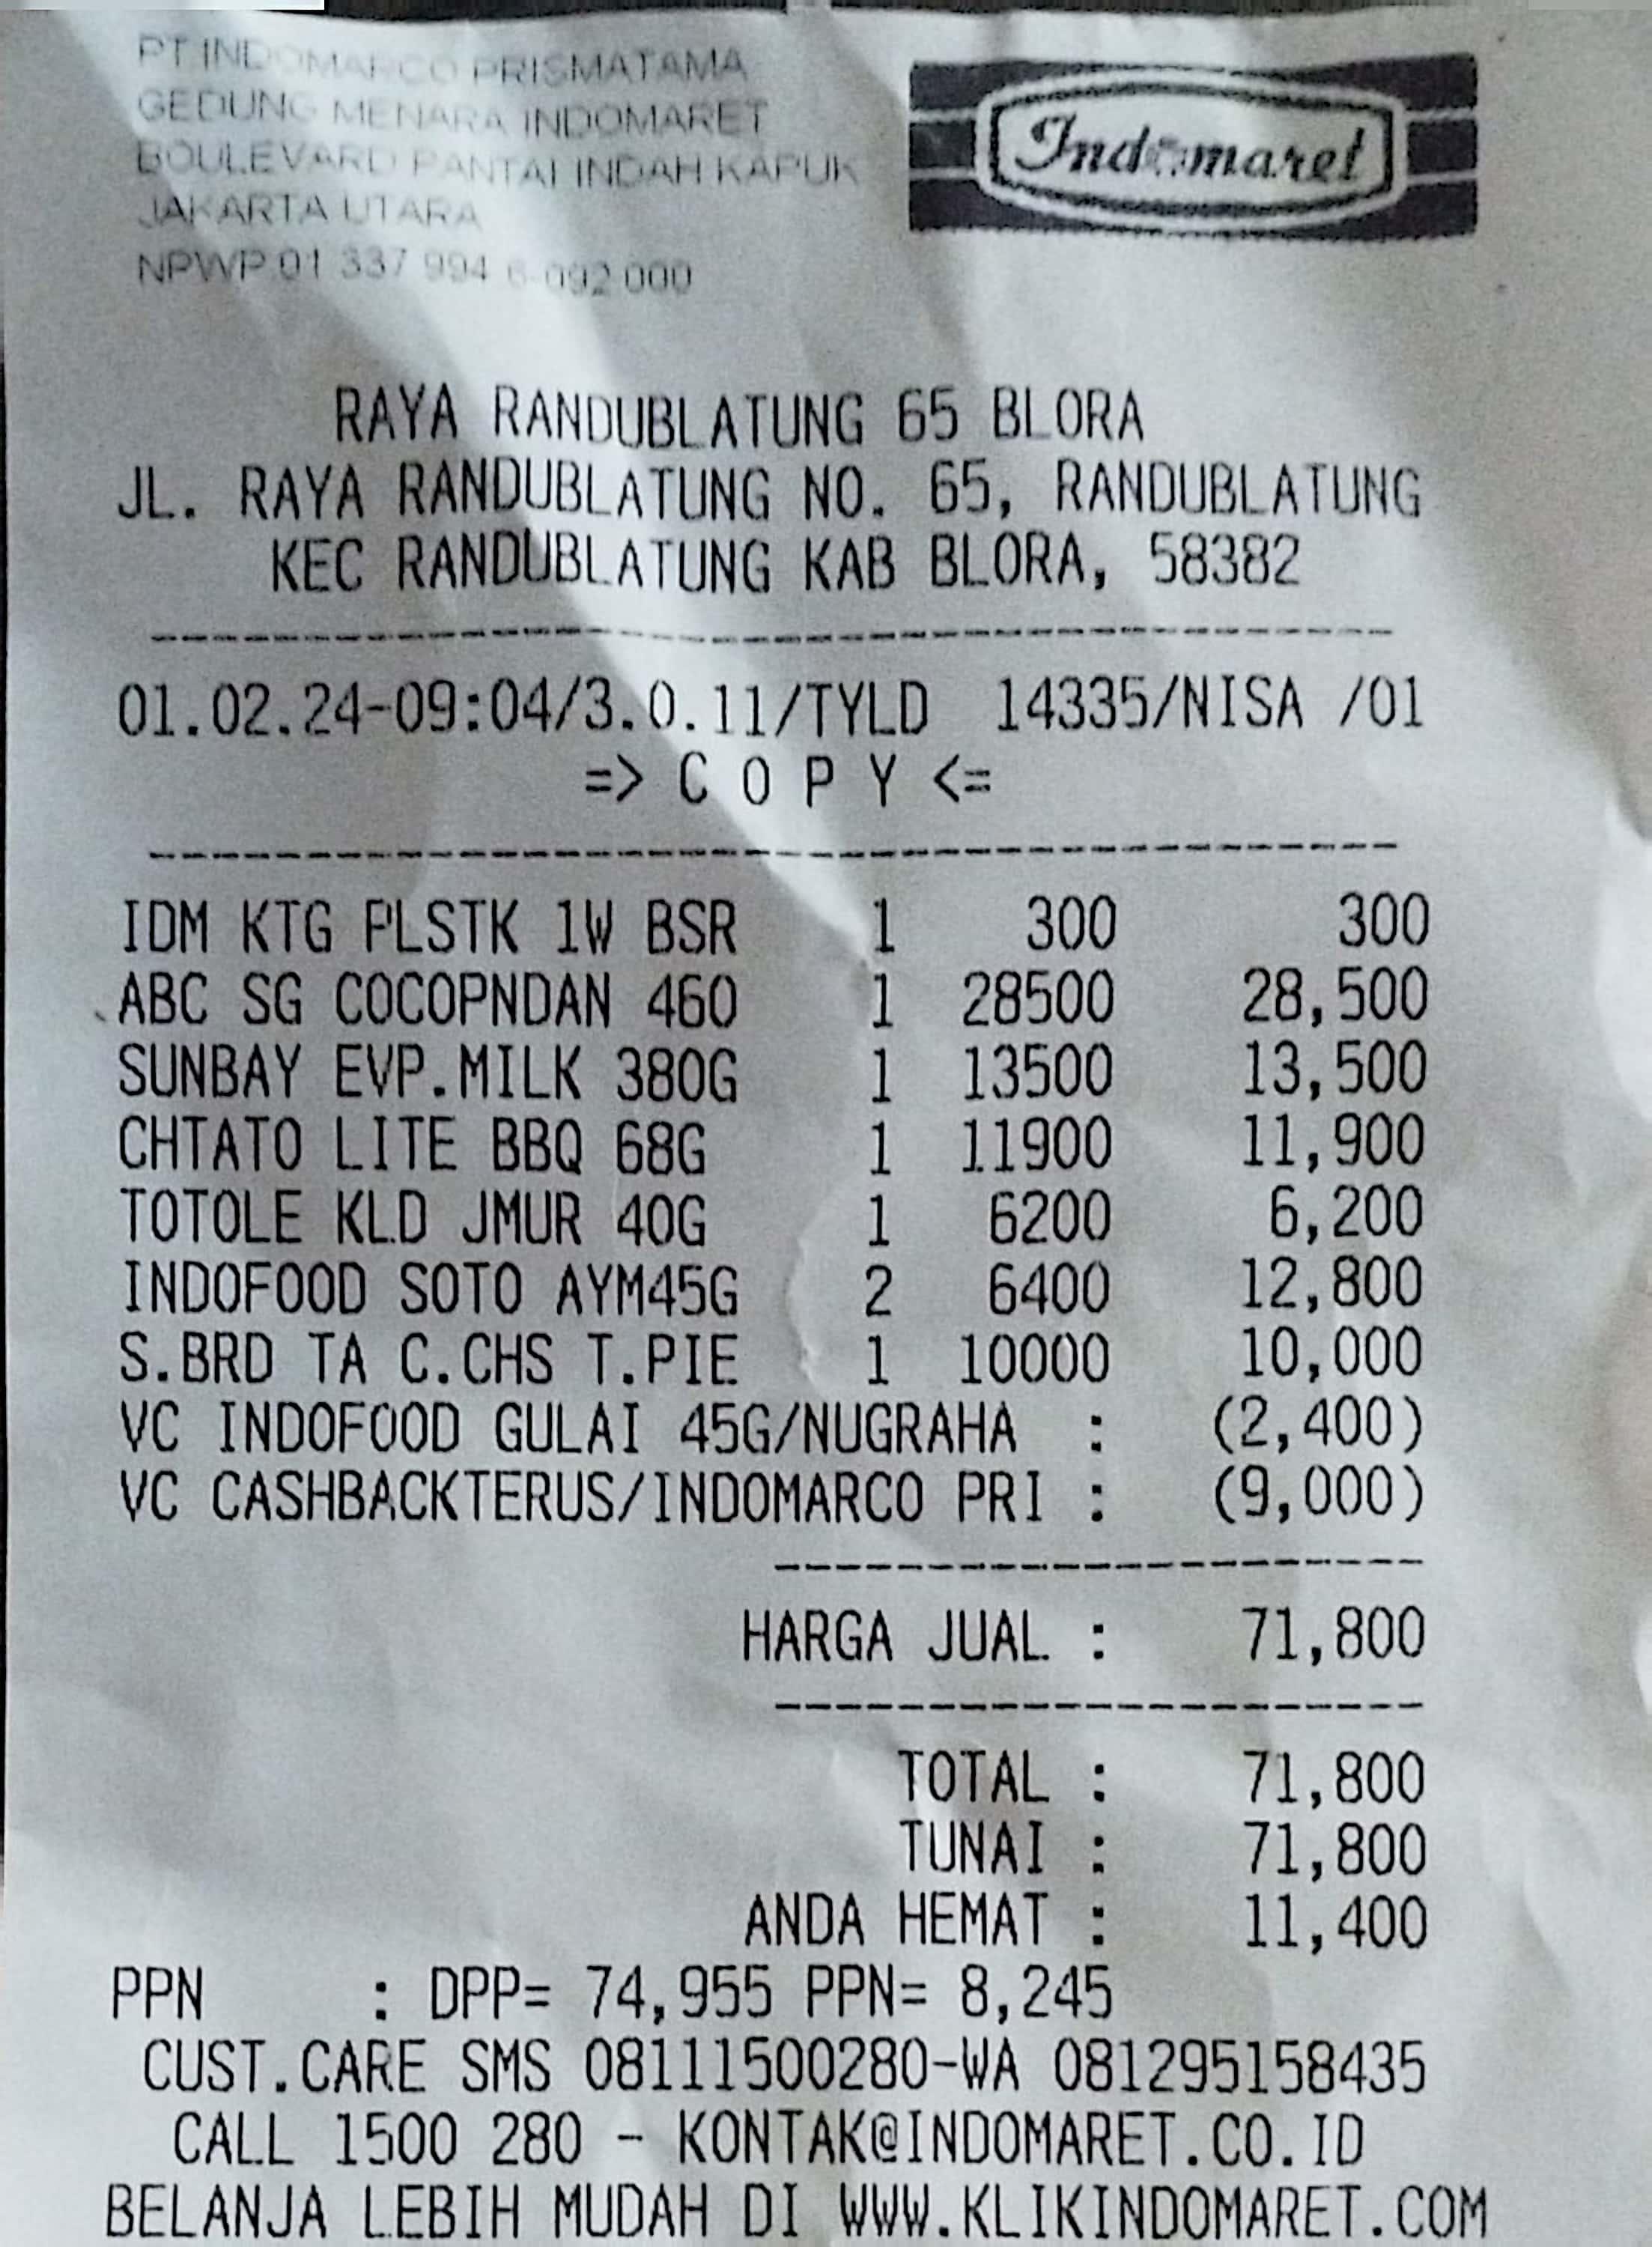 PT INDOMARCO PRISMATAMA
GEDUNG MENARA INDOMARET
BOULEVARD PANTAI INDAH KAPUK
JAKARTA UTARA
NPWP 01 337 994 6-092 000
Indomaret
RAYA RANDUBLATUNG 65 BLORA
JL. RAYA RANDUBLATUNG NO. 65, RANDUBLATUNG
KEC RANDUBLATUNG KAB BLORA, 58382
01.02.24-09:04/3.0.11/TYLD 14335/NISA /01
=> C O P Y <=
IDM KTG PLSTK 1W BSR 1 300 300
ABC SG COCOPNDAN 460 1 28500 28,500
SUNBAY EVP.MILK 380G 1 13500 13,500
CHTATO LITE BBQ 68G 1 11900 11,900
TOTOLE KLD JMUR 40G 1 6200 6,200
INDOFOOD SOTO AYM45G 2 6400 12,800
S.BRD TA C.CHS T.PIE 1 10000 10,000
VC INDOFOOD GULAI 45G/NUGRAHA : (2,400)
VC CASHBACKTERUS/INDOMARCO PRI : (9,000)
HARGA JUAL : 71,800
TOTAL : 71,800
TUNAI : 71,800
ANDA HEMAT : 11,400
PPN : DPP= 74,955 PPN= 8,245
CUST.CARE SMS 08111500280-WA 081295158435
CALL 1500 280 - KONTAK@INDOMARET.CO.ID
BELANJA LEBIH MUDAH DI WWW.KLIKINDOMARET.COM